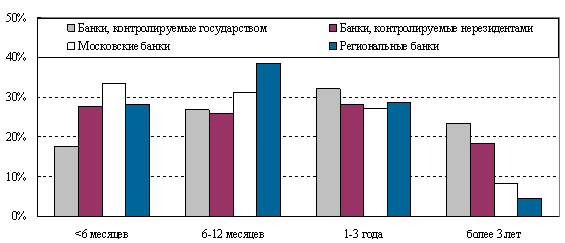 50%
40%
30%
20%
10%
0%
Банки, контролируемые государством
Банки, контролируемые нерезидентами
Московские банки
Региональные банки
<6 месяцев
6-12 месяцев
1-3 года
более 3 лет